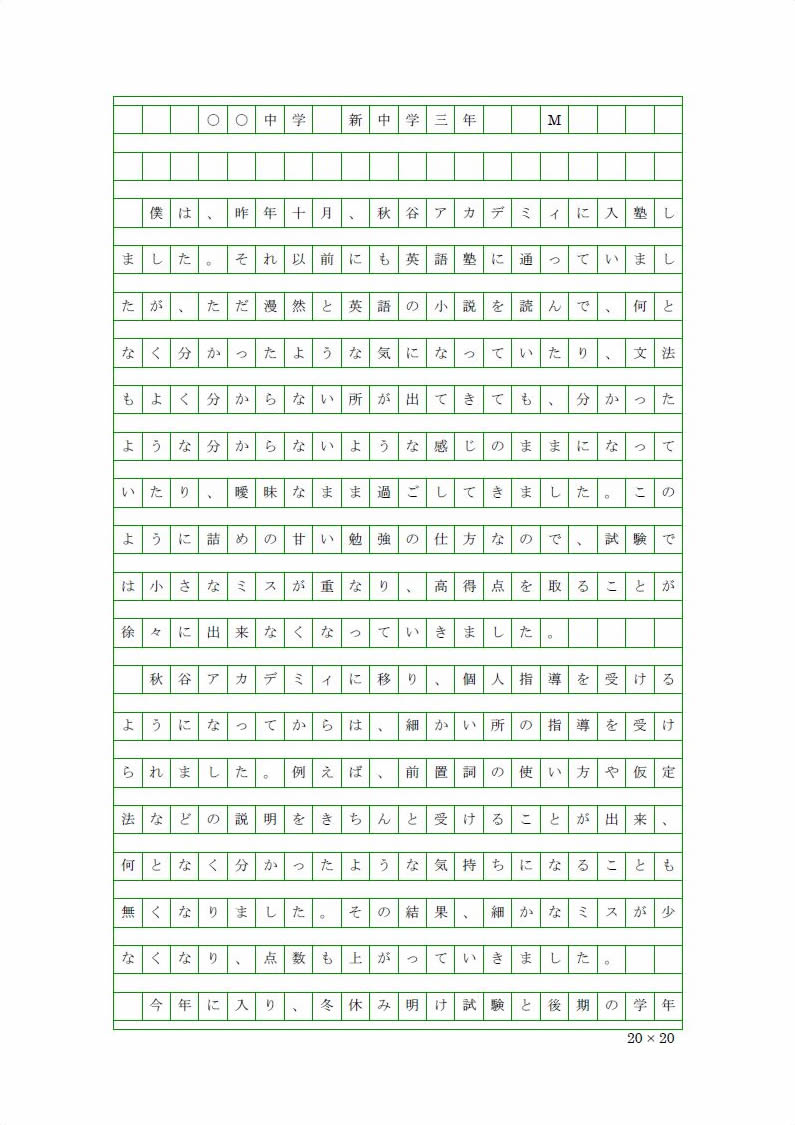 ○○中学　新中学三年　　M
　僕は、昨年十月、秋谷アカデミィに入塾し
ました。それ以前にも英語塾に通っていまし
たが、ただ漫然と英語の小説を読んで、何と
なく分かったような気になっていたり、文法
もよく分からない所が出てきても、分かった
ような分からないような感じのままになって
いたり、曖昧なまま過ごしてきました。この
ように詰めの甘い勉強の仕方なので、試験で
は小さなミスが重なり、高得点を取ることが
徐々に出来なくなっていきました。
　秋谷アカデミィに移り、個人指導を受ける
ようになってからは、細かい所の指導を受け
られました。例えば、前置詞の使い方や仮定
法などの説明をきちんと受けることが出来、
何となく分かったような気持ちになることも
無くなりました。その結果、細かなミスが少
なくなり、点数も上がっていきました。
　今年に入り、冬休み明け試験と後期の学年
20 × 20